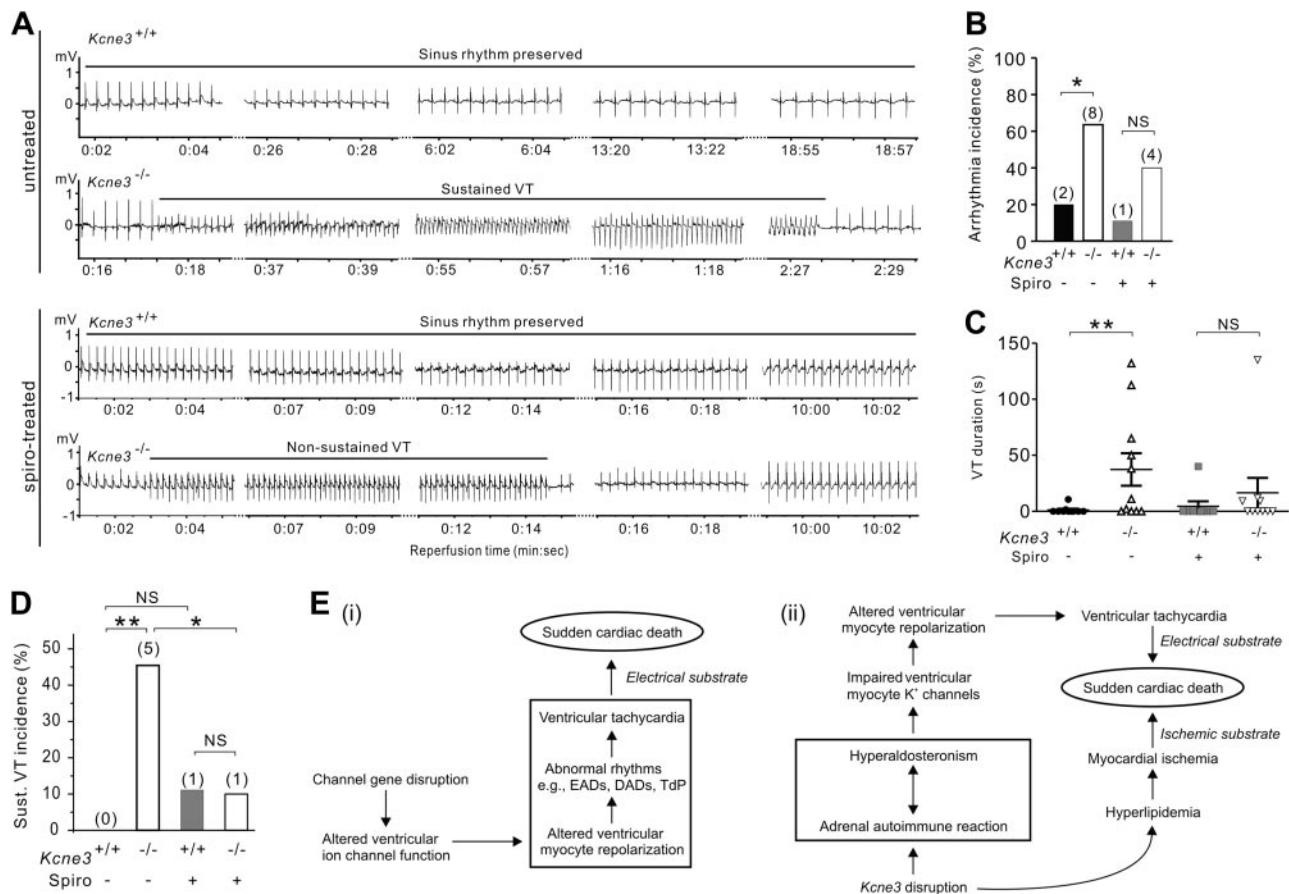 A
untreated
Kcne3 +/+
mV
Sinus rhythm preserved
1
0
0:02 0:04 0:26 0:28 6:02 6:04 13:20 13:22 18:55 18:57
mV
Kcne3 -/-
Sustained VT
1
0
0:16 0:18 0:37 0:39 0:55 0:57 1:16 1:18 2:27 2:29
spiro-treated
mV
Kcne3 +/+
Sinus rhythm preserved
1
0
-1
0:02 0:04 0:07 0:09 0:12 0:14 0:16 0:18 10:00 10:02
mV
Kcne3 -/-
Non-sustained VT
1
0
-1
0:02 0:04 0:07 0:09 0:12 0:14 0:16 0:18 10:00 10:02
Reperfusion time (min:sec)
B
Arrhythmia incidence (%)
100
80
60
40
20
0
*
NS
(2) (8) (1) (4)
Kcne3 +/+ -/- +/+ -/-
Spiro - - + +
C
VT duration (s)
150
100
50
0
** NS
Kcne3 +/+ -/- +/+ -/-
Spiro - - + +
D
Sust. VT incidence (%)
50
40
30
20
10
0
NS
** *
NS
(0) (5) (1) (1)
Kcne3 +/+ -/- +/+ -/-
Spiro - - + +
E
(i)
Sudden cardiac death
Electrical substrate
Ventricular tachycardia
Abnormal rhythms
e.g., EADs, DADs, TdP
Altered ventricular
myocyte repolarization
Channel gene disruption
Altered ventricular
ion channel function
(ii)
Altered ventricular
myocyte repolarization
Ventricular tachycardia
Electrical substrate
Sudden cardiac death
Impaired ventricular
myocyte K+ channels
Ischemic substrate
Myocardial ischemia
Hyperaldosteronism
Hyperlipidemia
Adrenal autoimmune reaction
Kcne3 disruption